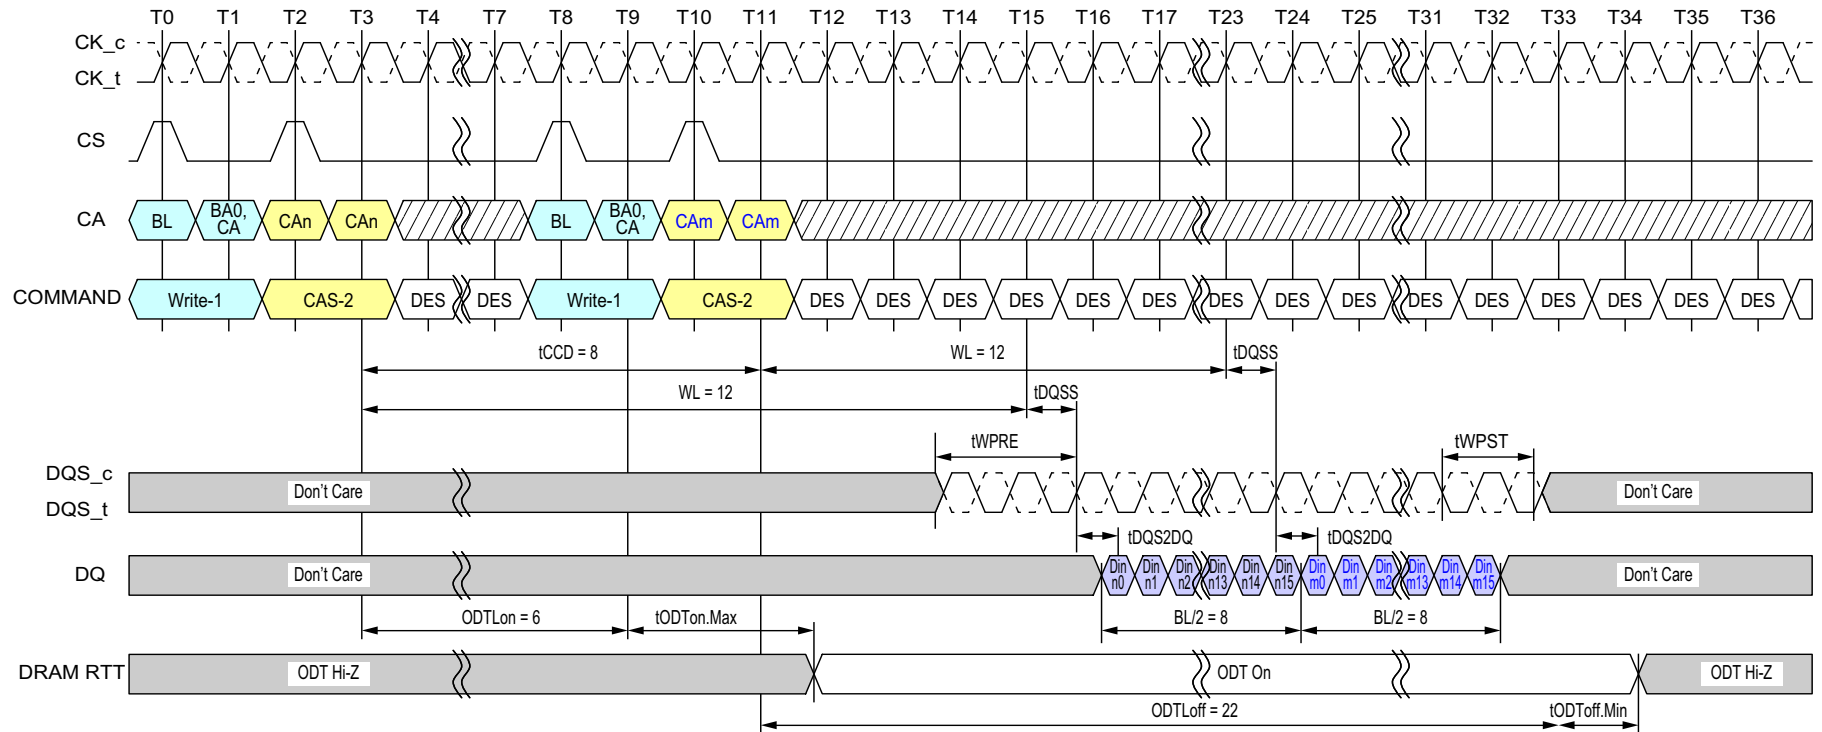 T0 T1 T2 T3 T4 T7 T8 T9 T10 T11 T12 T13 T14 T15 T16 T17 T23 T24 T25 T31 T32 T33 T34 T35 T36
CK_c
CK_t
CS
CA BL BA0, CA CAn CAn BL BA0, CA CAm CAm
COMMAND Write-1 CAS-2 DES DES Write-1 CAS-2 DES DES DES DES DES DES DES DES DES DES DES DES DES DES DES
tCCD = 8 WL = 12 tDQSS
WL = 12 tDQSS
tWPRE tWPST
DQS_c
Don't Care Don't Care
DQS_t
tDQS2DQ tDQS2DQ
DQ Don't Care Din n0 Din n1 Din n2 Din n13 Din n14 Din n15 Din m0 Din m1 Din m2 Din m13 Din m14 Din m15 Don't Care
ODTLon = 6 tODTon.Max BL/2 = 8 BL/2 = 8
DRAM RTT ODT Hi-Z ODT On ODT Hi-Z
ODTLoff = 22 tODToff.Min